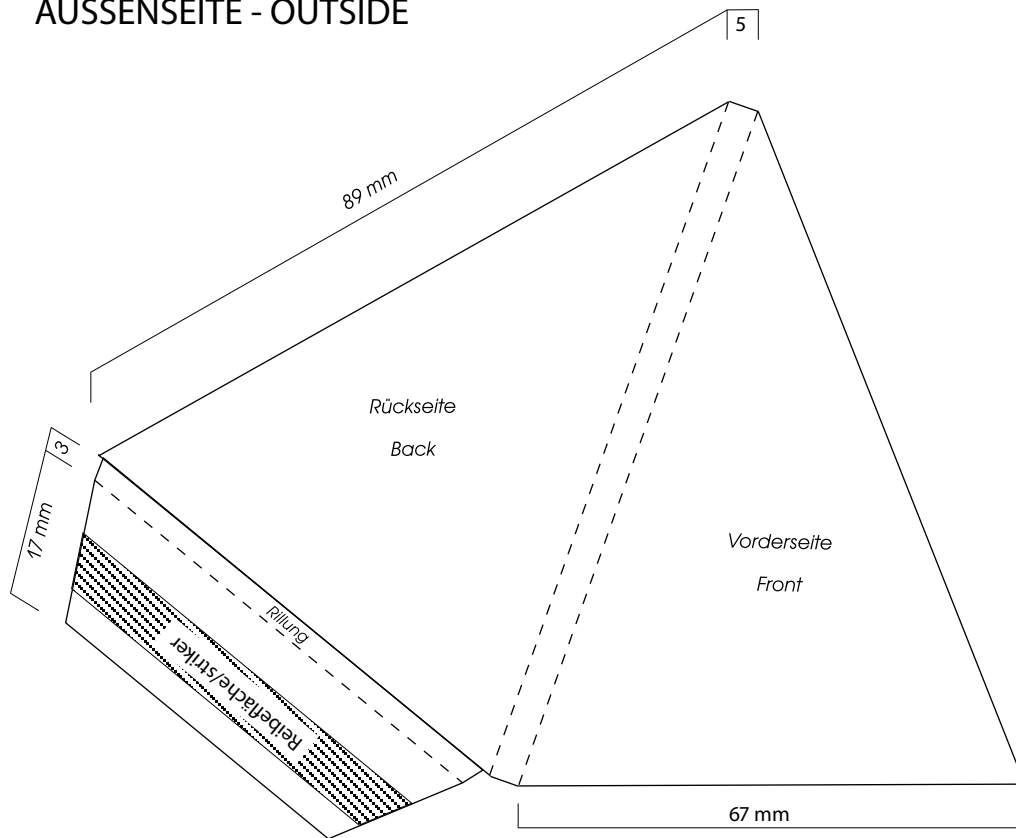 AUSSENSEITE - OUTSIDE
5
89 mm
Rückseite
Back
3
17 mm
Vorderseite
Front
Rillung
Reibefläche/striker
67 mm